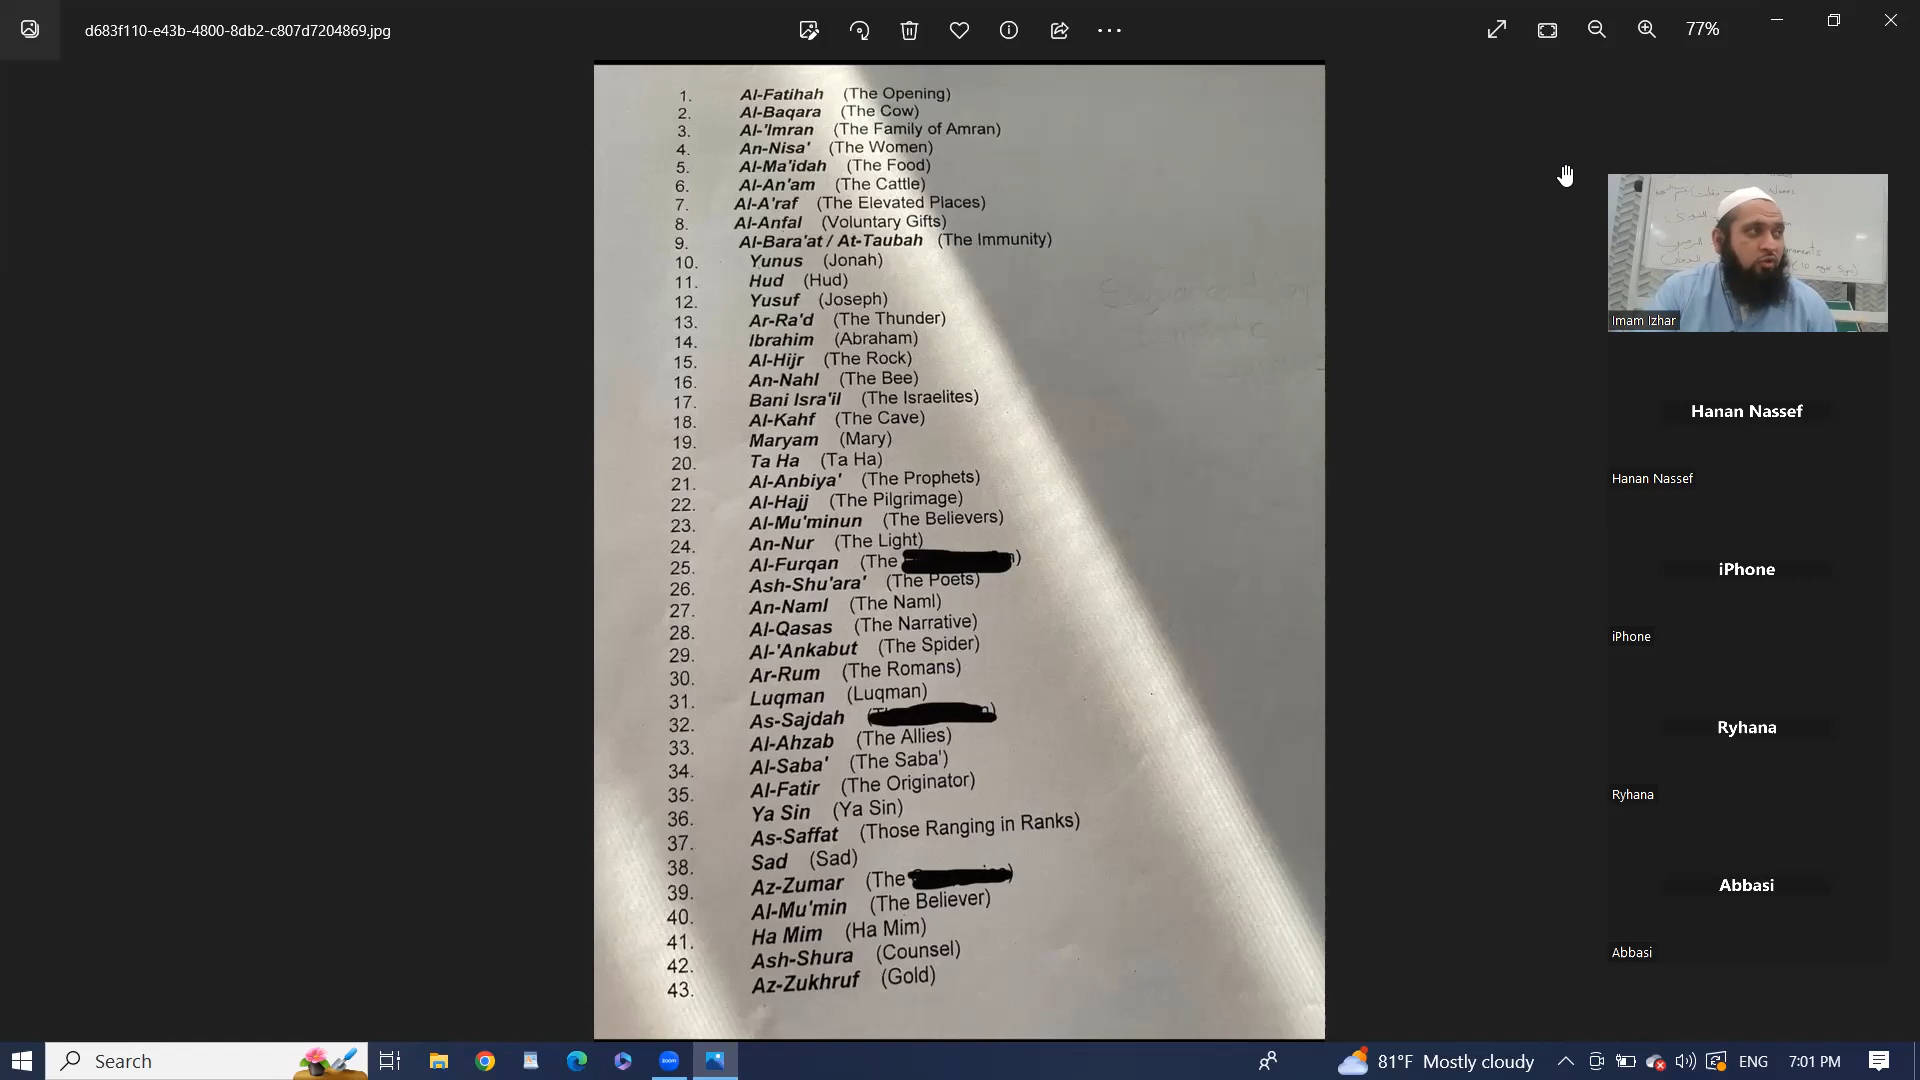 d683f110-e43b-4800-8db2-c807d7204869.jpg
77%
1. Al-Fatihah (The Opening)
2. Al-Baqara (The Cow)
3. Al-'Imran (The Family of Amran)
4. An-Nisa' (The Women)
5. Al-Ma'idah (The Food)
6. Al-An'am (The Cattle)
7. Al-A'raf (The Elevated Places)
8. Al-Anfal (Voluntary Gifts)
9. Al-Bara'at / At-Taubah (The Immunity)
10. Yunus (Jonah)
11. Hud (Hud)
12. Yusuf (Joseph)
13. Ar-Ra'd (The Thunder)
14. Ibrahim (Abraham)
15. Al-Hijr (The Rock)
16. An-Nahl (The Bee)
17. Bani Isra'il (The Israelites)
18. Al-Kahf (The Cave)
19. Maryam (Mary)
20. Ta Ha (Ta Ha)
21. Al-Anbiya' (The Prophets)
22. Al-Hajj (The Pilgrimage)
23. Al-Mu'minun (The Believers)
24. An-Nur (The Light)
25. Al-Furqan (The )
26. Ash-Shu'ara' (The Poets)
27. An-Naml (The Naml)
28. Al-Qasas (The Narrative)
29. Al-'Ankabut (The Spider)
30. Ar-Rum (The Romans)
31. Luqman (Luqman)
32. As-Sajdah
33. Al-Ahzab (The Allies)
34. Al-Saba' (The Saba')
35. Al-Fatir (The Originator)
36. Ya Sin (Ya Sin)
37. As-Saffat (Those Ranging in Ranks)
38. Sad (Sad)
39. Az-Zumar (The )
40. Al-Mu'min (The Believer)
41. Ha Mim (Ha Mim)
42. Ash-Shura (Counsel)
43. Az-Zukhruf (Gold)
Imam Izhar
Hanan Nassef
Hanan Nassef
iPhone
iPhone
Ryhana
Ryhana
Abbasi
Abbasi
Search
zoom
81°F Mostly cloudy
ENG
7:01 PM